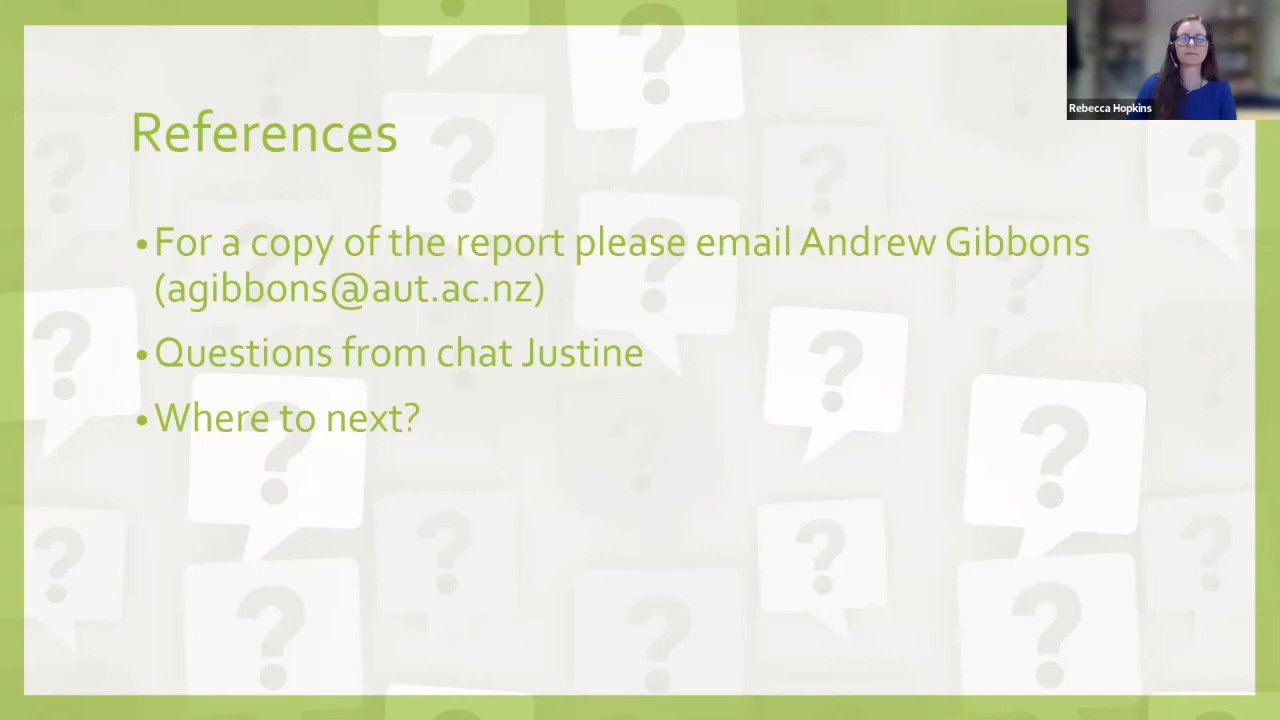 Rebecca Hopkins
References
• For a copy of the report please email Andrew Gibbons
(agibbons@aut.ac.nz)
• Questions from chat Justine
• Where to next?